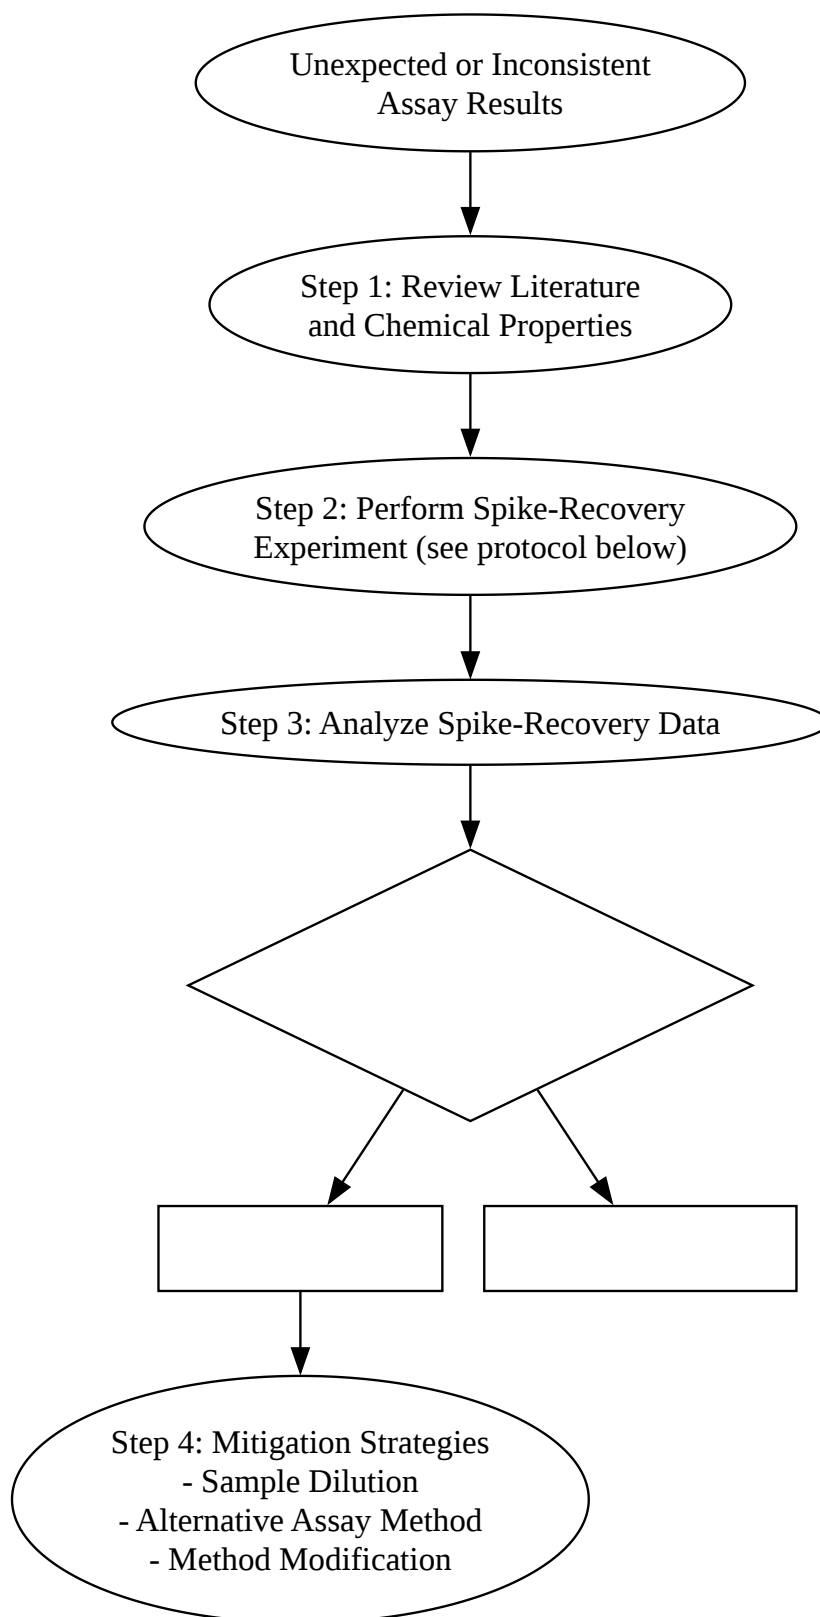 Unexpected or Inconsistent
Assay Results
Step 1: Review Literature
and Chemical Properties
Step 2: Perform Spike-Recovery
Experiment (see protocol below)
Step 3: Analyze Spike-Recovery Data
Step 4: Mitigation Strategies
- Sample Dilution
- Alternative Assay Method
- Method Modification